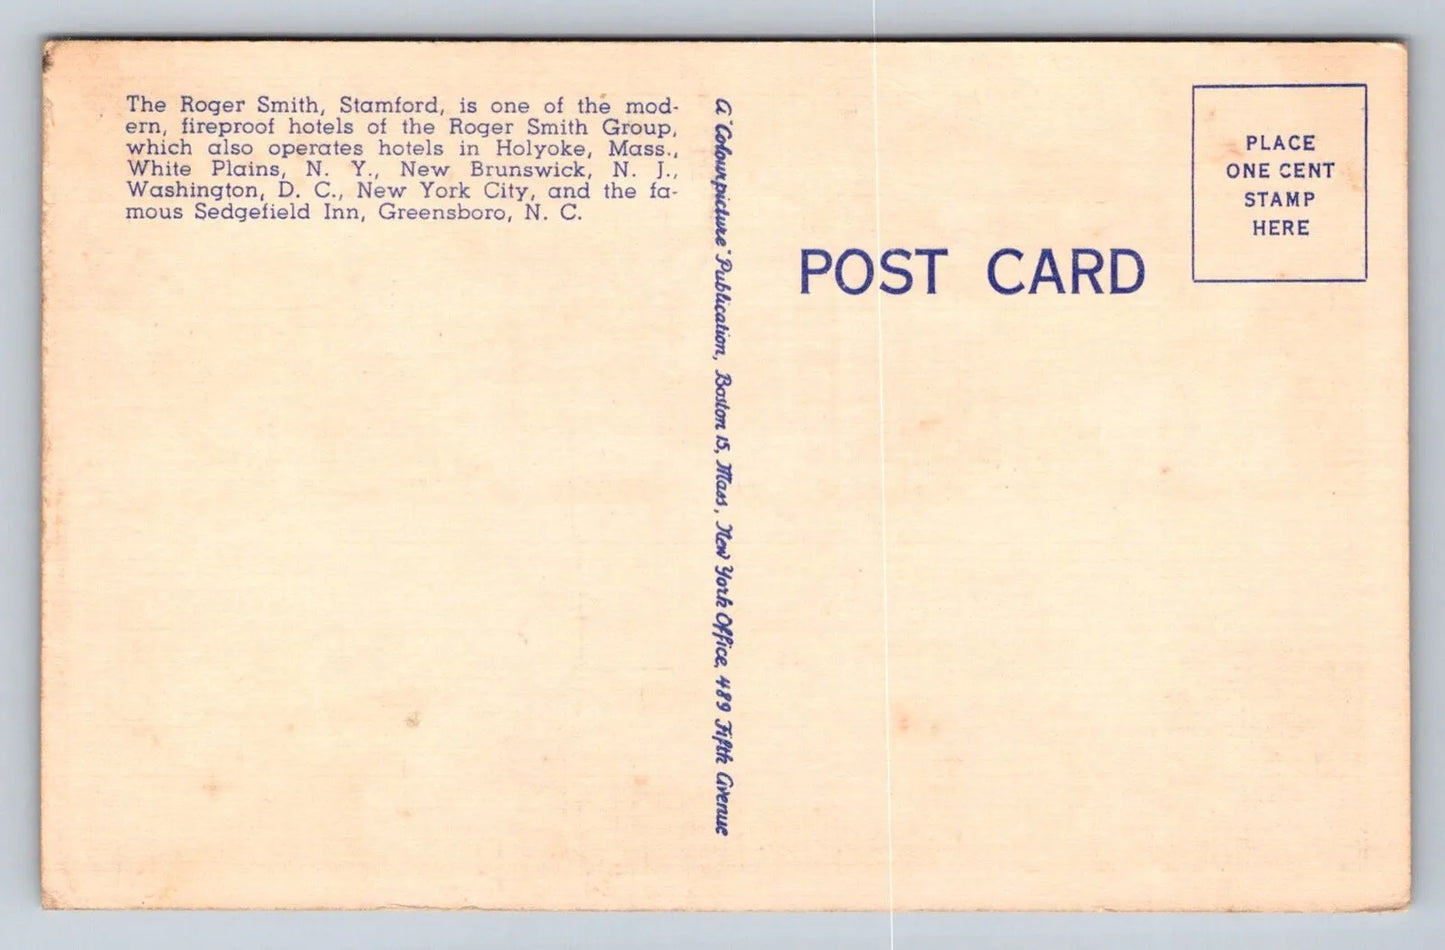 The Roger Smith, Stamford, is one of the mod-
ern, fireproof hotels of the Roger Smith Group,
which also operates hotels in Holyoke, Mass.,
White Plains, N. Y., New Brunswick, N. J.,
Washington, D. C., New York City, and the fa-
mous Sedgefield Inn, Greensboro, N. C.
A "Colourpicture" Publication, Boston 15, Mass., New York Office, 489 Fifth Avenue
POST CARD
PLACE
ONE CENT
STAMP
HERE